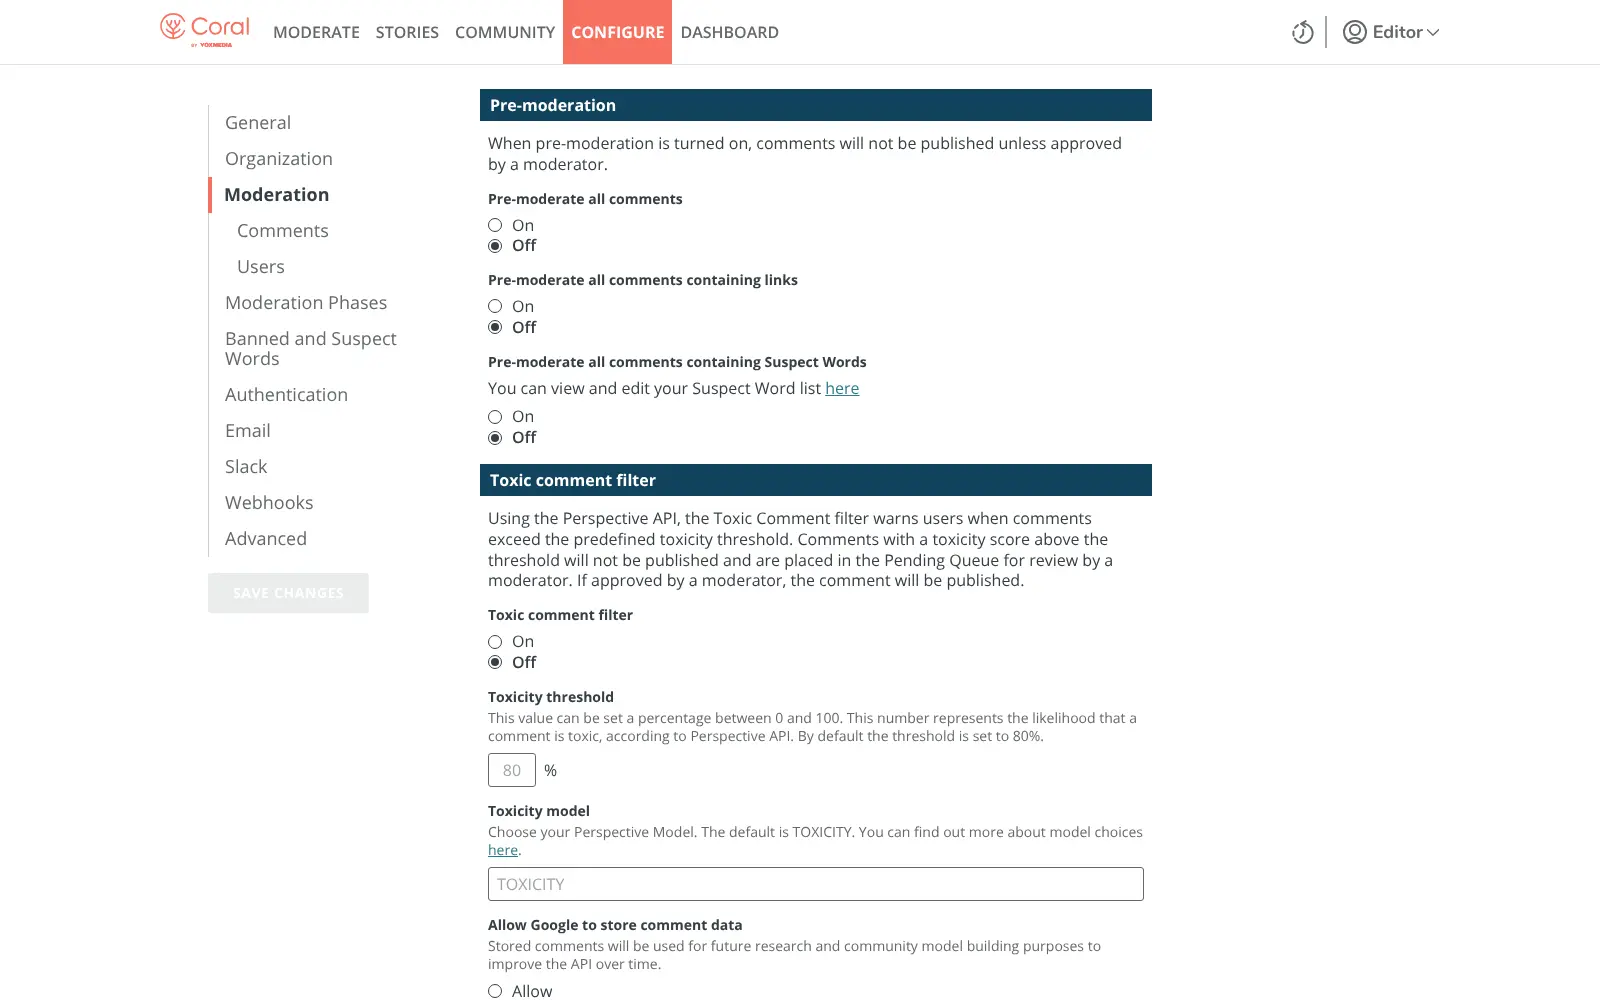 Coral
BY VOXMEDIA
MODERATE STORIES COMMUNITY CONFIGURE DASHBOARD
Editor
General
Organization
Moderation
Comments
Users
Moderation Phases
Banned and Suspect
Words
Authentication
Email
Slack
Webhooks
Advanced
SAVE CHANGES
Pre-moderation
When pre-moderation is turned on, comments will not be published unless approved
by a moderator.
Pre-moderate all comments
On
Off
Pre-moderate all comments containing links
On
Off
Pre-moderate all comments containing Suspect Words
You can view and edit your Suspect Word list here
On
Off
Toxic comment filter
Using the Perspective API, the Toxic Comment filter warns users when comments
exceed the predefined toxicity threshold. Comments with a toxicity score above the
threshold will not be published and are placed in the Pending Queue for review by a
moderator. If approved by a moderator, the comment will be published.
Toxic comment filter
On
Off
Toxicity threshold
This value can be set a percentage between 0 and 100. This number represents the likelihood that a
comment is toxic, according to Perspective API. By default the threshold is set to 80%.
80 %
Toxicity model
Choose your Perspective Model. The default is TOXICITY. You can find out more about model choices
here.
TOXICITY
Allow Google to store comment data
Stored comments will be used for future research and community model building purposes to
improve the API over time.
Allow